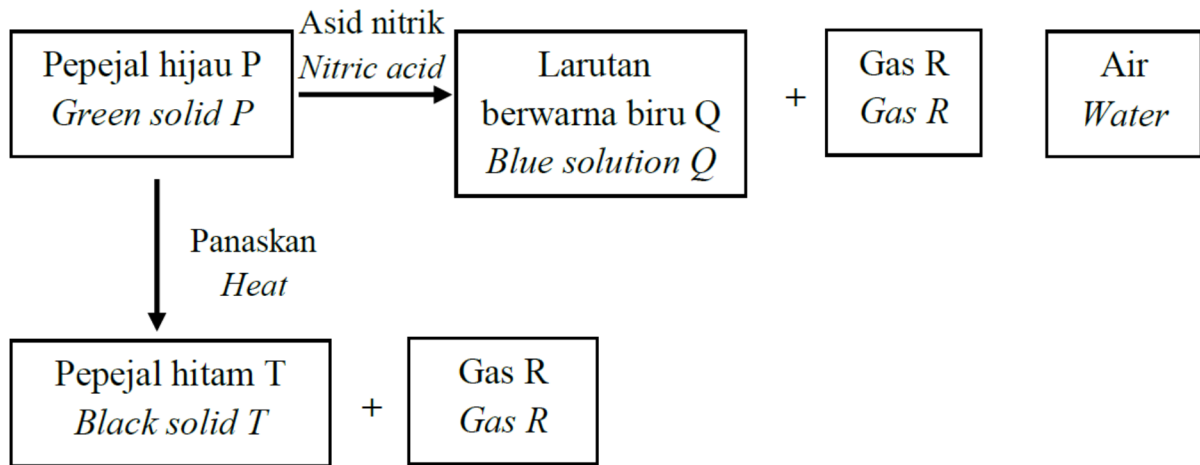 Pepejal hijau P
Green solid P
Asid nitrik
Nitric acid
Larutan
berwarna biru Q
Blue solution Q
+
Gas R
Gas R
Air
Water
Panaskan
Heat
Pepejal hitam T
Black solid T
+
Gas R
Gas R